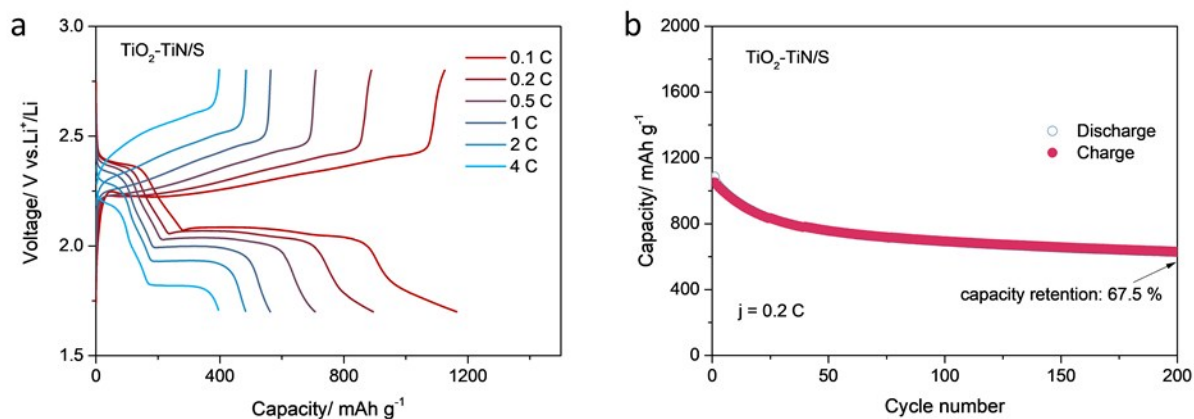 a
TiO₂-TiN/S
0.1 C
0.2 C
0.5 C
1 C
2 C
4 C
3.0
2.5
2.0
1.5
Voltage/ V vs.Li⁺/Li
0 400 800 1200
Capacity/ mAh g⁻¹
b
TiO₂-TiN/S
Discharge
Charge
2000
1600
1200
800
400
0
Capacity/ mAh g⁻¹
capacity retention: 67.5 %
j = 0.2 C
0 50 100 150 200
Cycle number